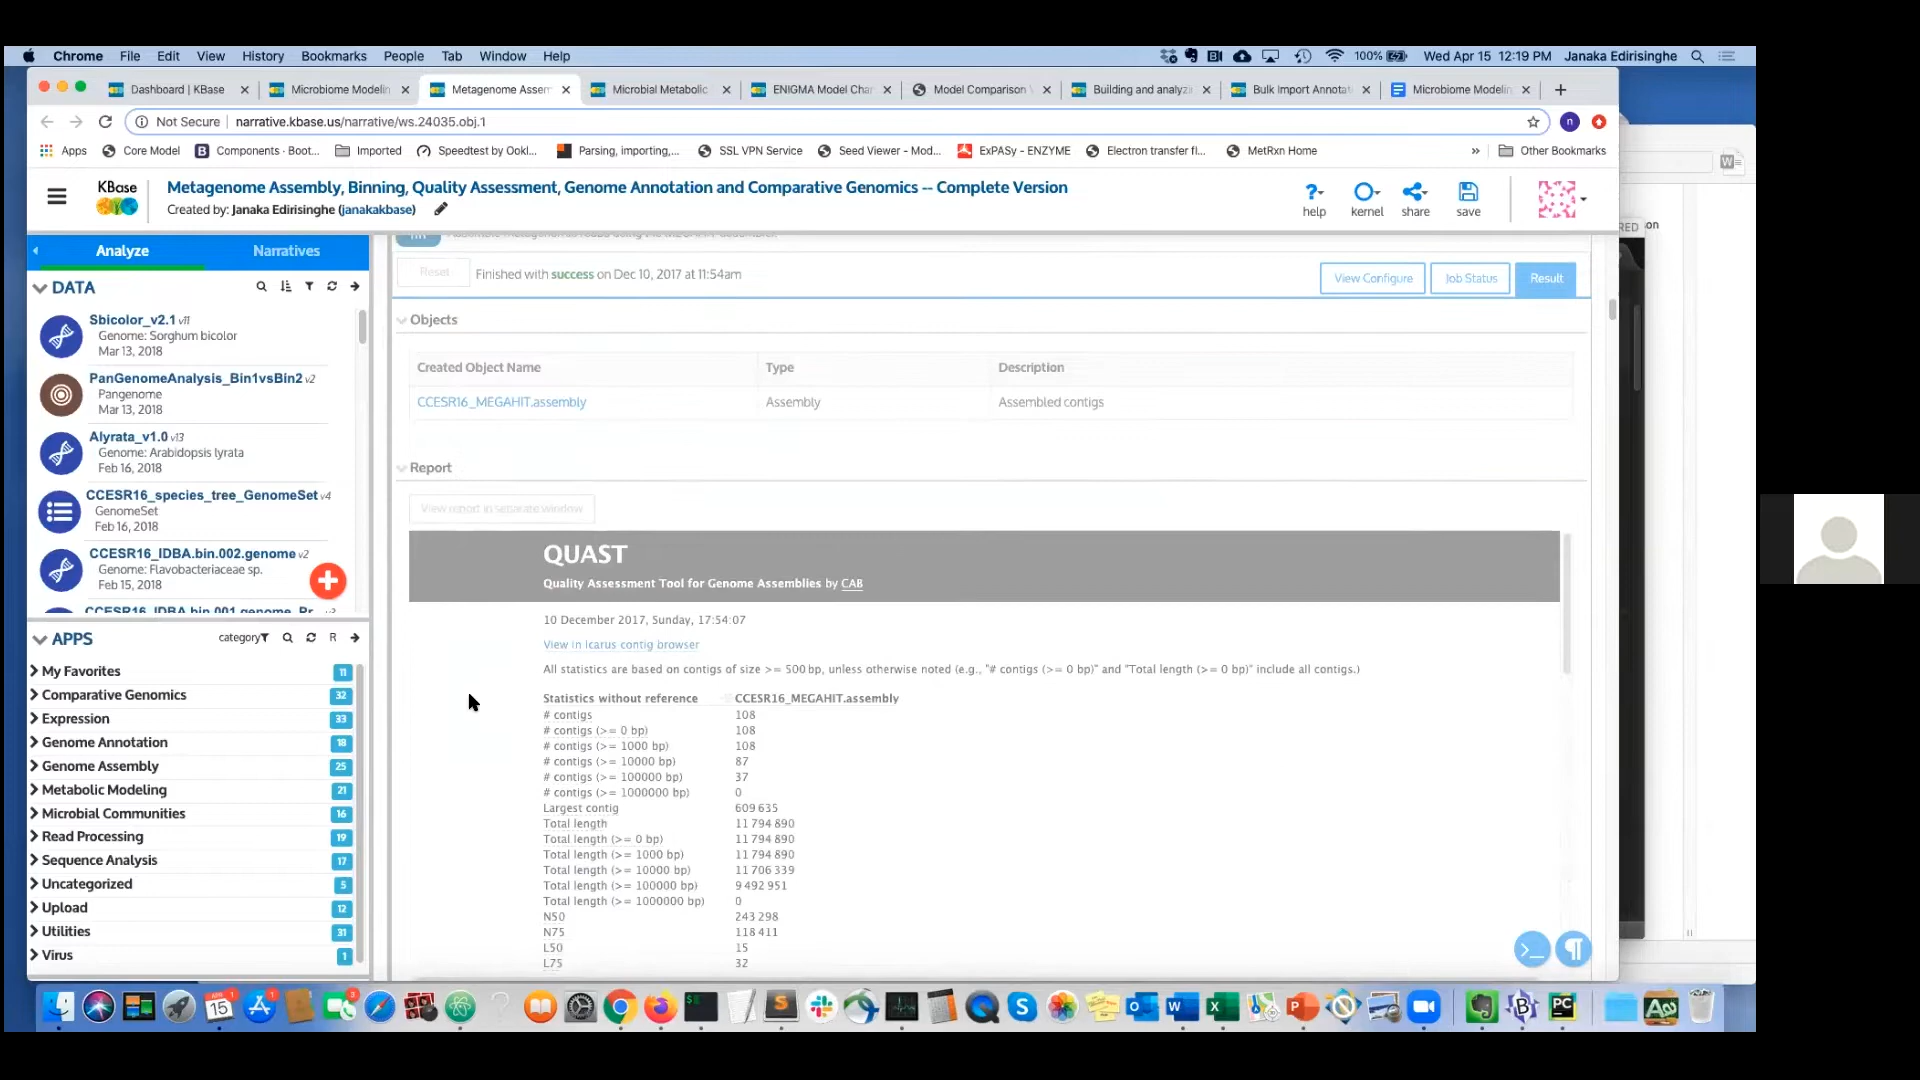 Chrome File Edit View History Bookmarks People Tab Window Help 100% Wed Apr 15 12:19 PM Janaka Edirisinghe
Dashboard | KBase Microbiome Modelin Metagenome Assem Microbial Metabolic ENIGMA Model Cha Model Comparison Building and analyzi Bulk Import Annotat Microbiome Modelin
Not Secure narrative.kbase.us/narrative/ws.24035.obj.1 n
Apps Core Model Components · Boot... Imported Speedtest by Ookl... Parsing, importing,... SSL VPN Service Seed Viewer - Mod... ExPASy - ENZYME Electron transfer fl... MetRxn Home » Other Bookmarks
KBase
Metagenome Assembly, Binning, Quality Assessment, Genome Annotation and Comparative Genomics -- Complete Version
Created by: Janaka Edirisinghe (janakakbase)
help kernel share save
RED on
Analyze Narratives
DATA
Sbicolor_v2.1 v11
Genome: Sorghum bicolor
Mar 13, 2018
PanGenomeAnalysis_Bin1vsBin2 v2
Pangenome
Mar 13, 2018
Alyrata_v1.0 v13
Genome: Arabidopsis lyrata
Feb 16, 2018
CCESR16_species_tree_GenomeSet v4
GenomeSet
Feb 16, 2018
CCESR16_IDBA.bin.002.genome v2
Genome: Flavobacteriaceae sp.
Feb 15, 2018
CCESR16_IDBA.bin.001.genome_Pr
APPS
category R
My Favorites 11
Comparative Genomics 32
Expression 33
Genome Annotation 18
Genome Assembly 25
Metabolic Modeling 21
Microbial Communities 16
Read Processing 19
Sequence Analysis 17
Uncategorized 5
Upload 12
Utilities 31
Virus 1
Reset Finished with success on Dec 10, 2017 at 11:54am
View Configure Job Status Result
Objects
Created Object Name Type Description
CCESR16_MEGAHIT.assembly Assembly Assembled contigs
Report
View report in separate window
QUAST
Quality Assessment Tool for Genome Assemblies by CAB
10 December 2017, Sunday, 17:54:07
View in Icarus contig browser
All statistics are based on contigs of size >= 500 bp, unless otherwise noted (e.g., "# contigs (>= 0 bp)" and "Total length (>= 0 bp)" include all contigs.)
Statistics without reference CCESR16_MEGAHIT.assembly
# contigs 108
# contigs (>= 0 bp) 108
# contigs (>= 1000 bp) 108
# contigs (>= 10000 bp) 87
# contigs (>= 100000 bp) 37
# contigs (>= 1000000 bp) 0
Largest contig 609 635
Total length 11 794 890
Total length (>= 0 bp) 11 794 890
Total length (>= 1000 bp) 11 794 890
Total length (>= 10000 bp) 11 706 339
Total length (>= 100000 bp) 9 492 951
Total length (>= 1000000 bp) 0
N50 243 298
N75 118 411
L50 15
L75 32